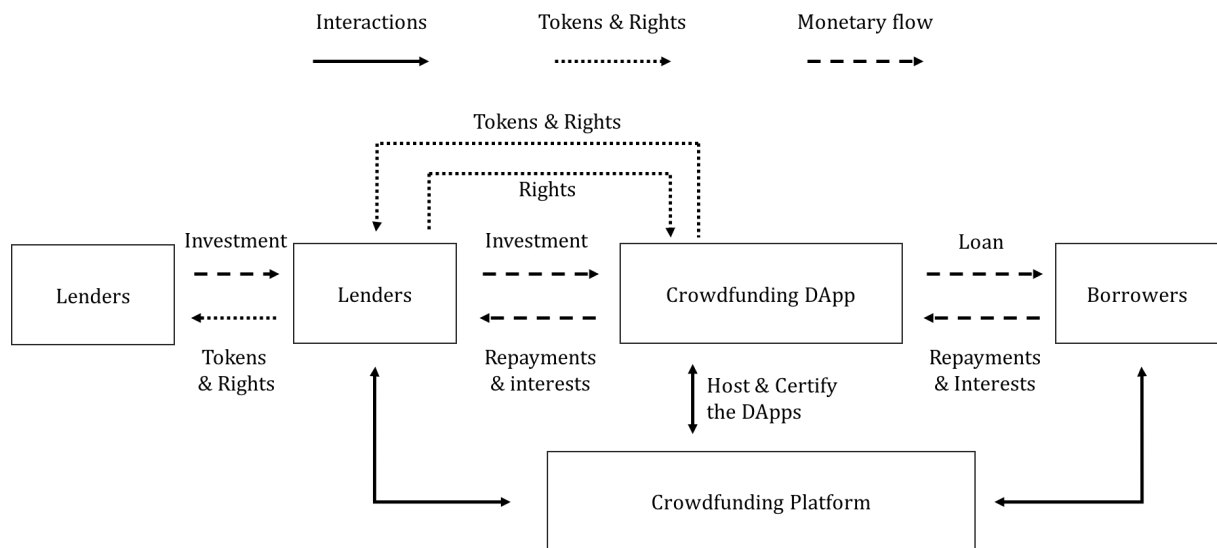 Interactions
Tokens & Rights
Monetary flow
Tokens & Rights
Rights
Investment
Investment
Loan
Lenders
Lenders
Crowdfunding DApp
Borrowers
Tokens
& Rights
Repayments
& interests
Repayments
& Interests
Host & Certify
the DApps
Crowdfunding Platform